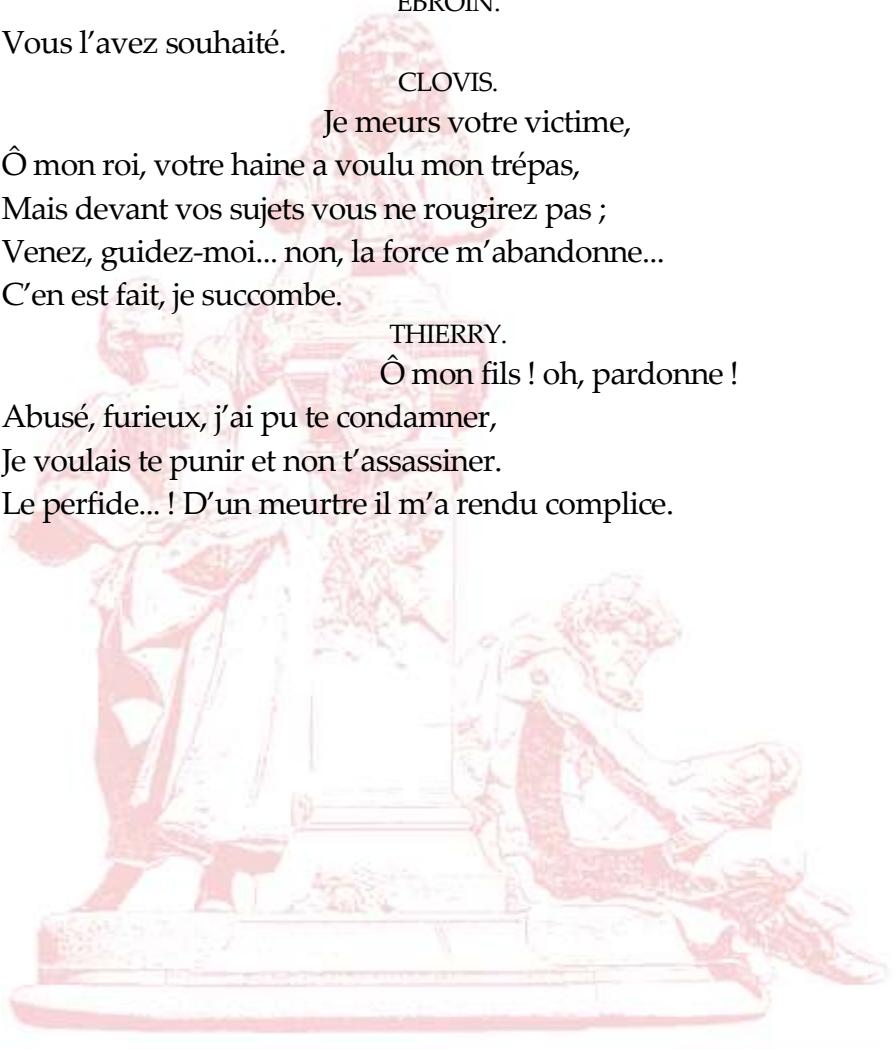 ÉBROÏN.
Vous l'avez souhaité.
CLOVIS.
Je meurs votre victime,
Ô mon roi, votre haine a voulu mon trépas,
Mais devant vos sujets vous ne rougirez pas ;
Venez, guidez-moi... non, la force m'abandonne...
C'en est fait, je succombe.
THIERRY.
Ô mon fils ! oh, pardonne !
Abusé, furieux, j'ai pu te condamner,
Je voulais te punir et non t'assassiner.
Le perfide... ! D'un meurtre il m'a rendu complice.